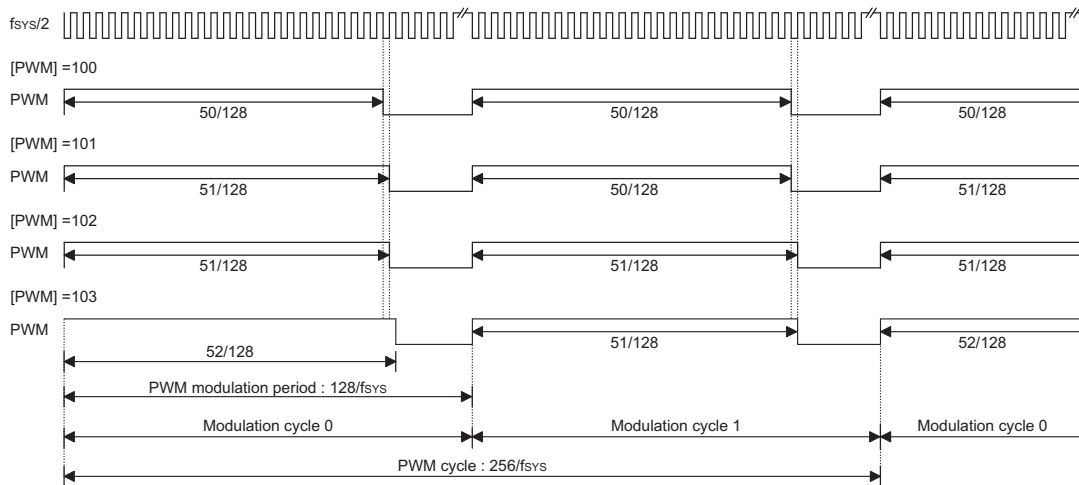 fSYS/2
[PWM] =100
PWM
50/128
50/128
50/128
[PWM] =101
PWM
51/128
50/128
51/128
[PWM] =102
PWM
51/128
51/128
51/128
[PWM] =103
PWM
52/128
51/128
52/128
PWM modulation period : 128/fSYS
Modulation cycle 0
Modulation cycle 1
Modulation cycle 0
PWM cycle : 256/fSYS